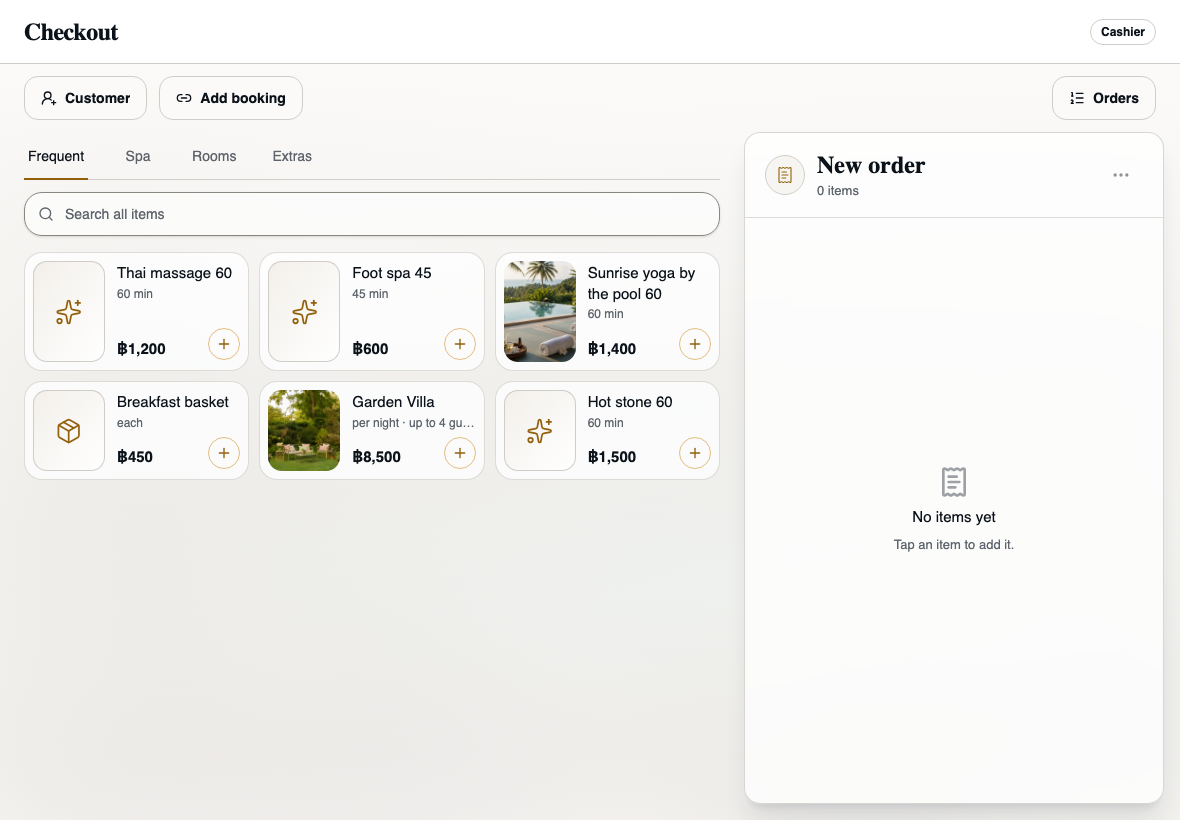 Checkout
Cashier
Customer
Add booking
Orders
Frequent
Spa
Rooms
Extras
Search all items
Thai massage 60
60 min
฿1,200
Foot spa 45
45 min
฿600
Sunrise yoga by
the pool 60
60 min
฿1,400
Breakfast basket
each
฿450
Garden Villa
per night · up to 4 gu…
฿8,500
Hot stone 60
60 min
฿1,500
New order
0 items
No items yet
Tap an item to add it.